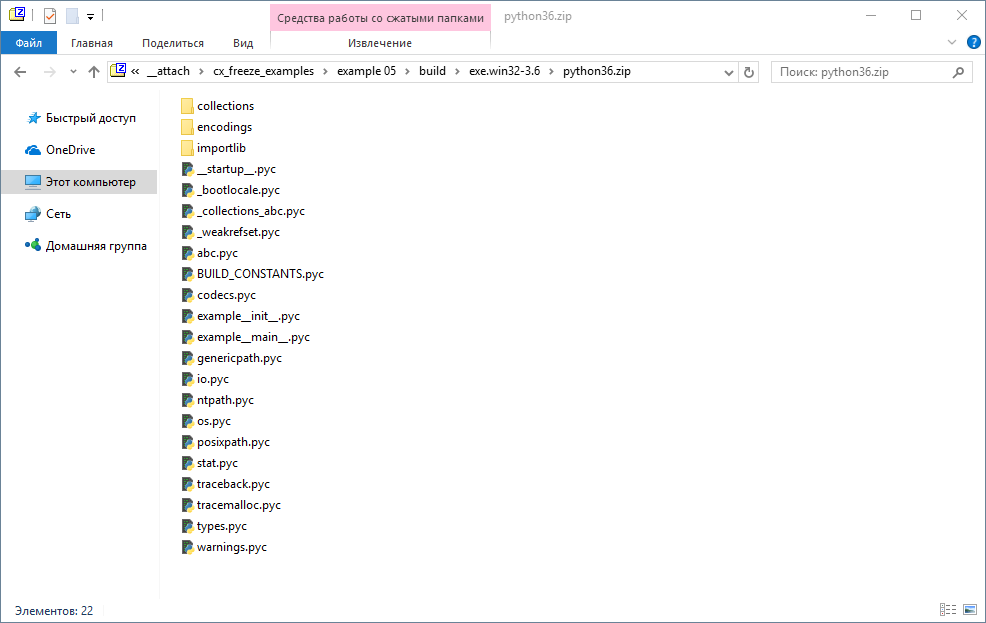 Средства работы со сжатыми папками python36.zip
Файл Главная Поделиться Вид Извлечение
« __attach › cx_freeze_examples › example 05 › build › exe.win32-3.6 › python36.zip Поиск: python36.zip
Быстрый доступ
OneDrive
Этот компьютер
Сеть
Домашняя группа
collections
encodings
importlib
__startup__.pyc
_bootlocale.pyc
_collections_abc.pyc
_weakrefset.pyc
abc.pyc
BUILD_CONSTANTS.pyc
codecs.pyc
example__init__.pyc
example__main__.pyc
genericpath.pyc
io.pyc
ntpath.pyc
os.pyc
posixpath.pyc
stat.pyc
traceback.pyc
tracemalloc.pyc
types.pyc
warnings.pyc
Элементов: 22